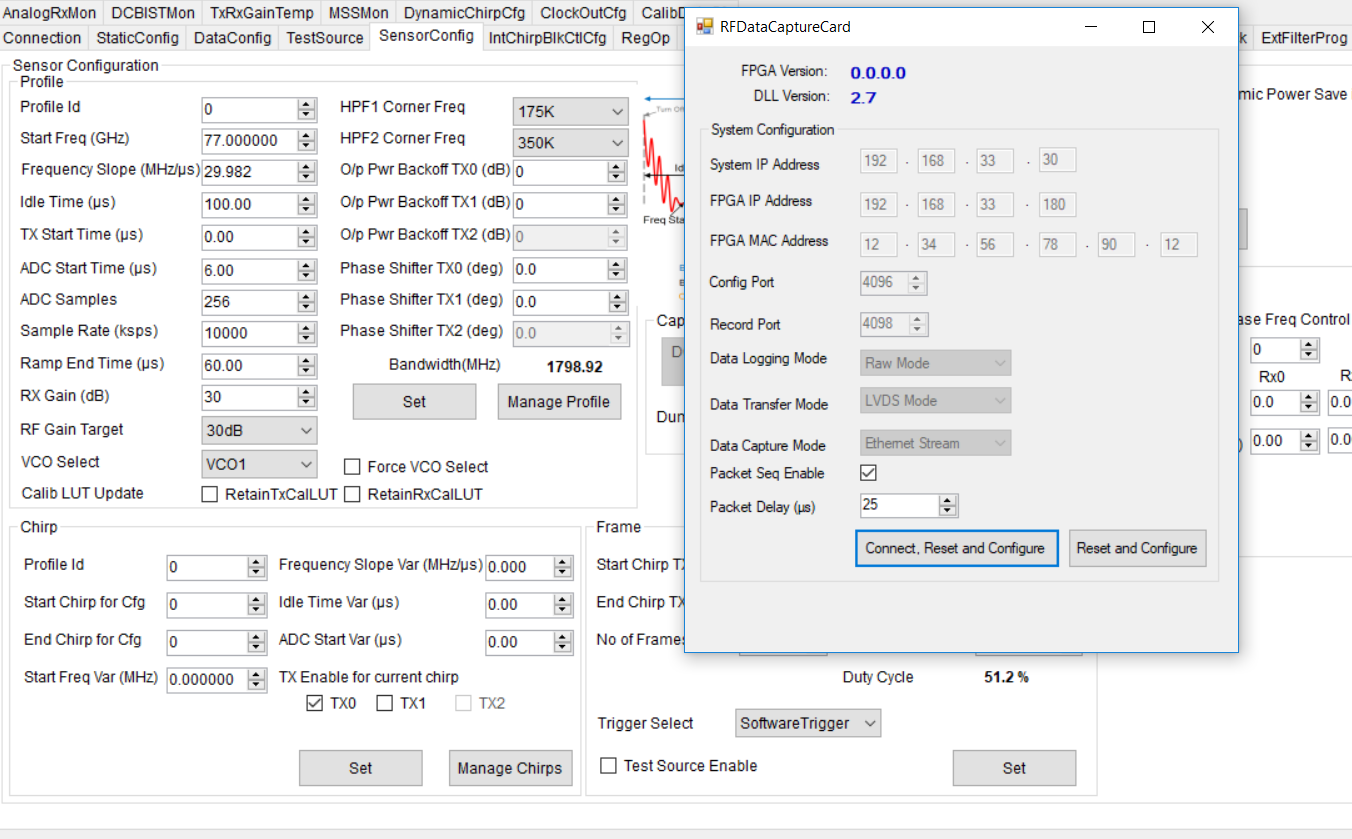 AnalogRxMon DCBISTMon TxRxGainTemp MSSMon DynamicChirpCfg ClockOutCfg
Connection StaticConfig DataConfig TestSource SensorConfig IntChirpBlkCtlCfg RegOp ExtFilterProg
Sensor Configuration
Profile
Profile Id 0 HPF1 Corner Freq 175K
Start Freq (GHz) 77.000000 HPF2 Corner Freq 350K
Frequency Slope (MHz/µs) 29.982 O/p Pwr Backoff TX0 (dB) 0
Idle Time (µs) 100.00 O/p Pwr Backoff TX1 (dB) 0
TX Start Time (µs) 0.00 O/p Pwr Backoff TX2 (dB) 0
ADC Start Time (µs) 6.00 Phase Shifter TX0 (deg) 0.0
ADC Samples 256 Phase Shifter TX1 (deg) 0.0
Sample Rate (ksps) 10000 Phase Shifter TX2 (deg) 0.0
Ramp End Time (µs) 60.00 Bandwidth(MHz) 1798.92
RX Gain (dB) 30 Set Manage Profile
RF Gain Target 30dB
VCO Select VCO1 Force VCO Select
Calib LUT Update RetainTxCalLUT RetainRxCalLUT
Chirp
Profile Id 0 Frequency Slope Var (MHz/µs) 0.000
Start Chirp for Cfg 0 Idle Time Var (µs) 0.00
End Chirp for Cfg 0 ADC Start Var (µs) 0.00
Start Freq Var (MHz) 0.000000 TX Enable for current chirp
TX0 TX1 TX2
Set Manage Chirps
Frame
Start Chirp TX
End Chirp TX
No of Frames
Duty Cycle 51.2 %
Trigger Select SoftwareTrigger
Test Source Enable Set
RFDataCaptureCard
FPGA Version: 0.0.0.0
DLL Version: 2.7
System Configuration
System IP Address 192 . 168 . 33 . 30
FPGA IP Address 192 . 168 . 33 . 180
FPGA MAC Address 12 . 34 . 56 . 78 . 90 . 12
Config Port 4096
Record Port 4098
Data Logging Mode Raw Mode
Data Transfer Mode LVDS Mode
Data Capture Mode Ethernet Stream
Packet Seq Enable
Packet Delay (µs) 25
Connect, Reset and Configure Reset and Configure
Power Save
Freq Control
0
Rx0
0.0
0.00